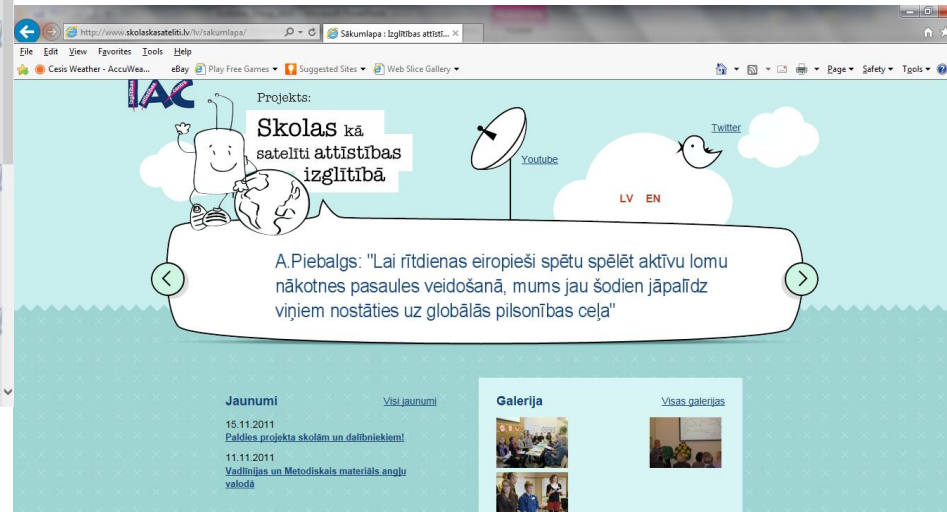 http://www.skolaskasateliti.lv/lv/sakumlapa/
Sākumlapa : Izglītības attīstī...
File Edit View Favorites Tools Help
Cesis Weather - AccuWea... eBay Play Free Games Suggested Sites Web Slice Gallery Page Safety Tools
IAC
Projekts:
Skolas kā
satelīti attīstības
izglītībā
Youtube
Twitter
LV EN
A.Piebalgs: "Lai rītdienas eiropieši spētu spēlēt aktīvu lomu
nākotnes pasaules veidošanā, mums jau šodien jāpalīdz
viņiem nostāties uz globālās pilsonības ceļa"
Jaunumi Visi jaunumi
15.11.2011
Paldies projekta skolām un dalībniekiem!
11.11.2011
Vadlīnijas un Metodiskais materiāls angļu
valodā
Galerija Visas galerijas